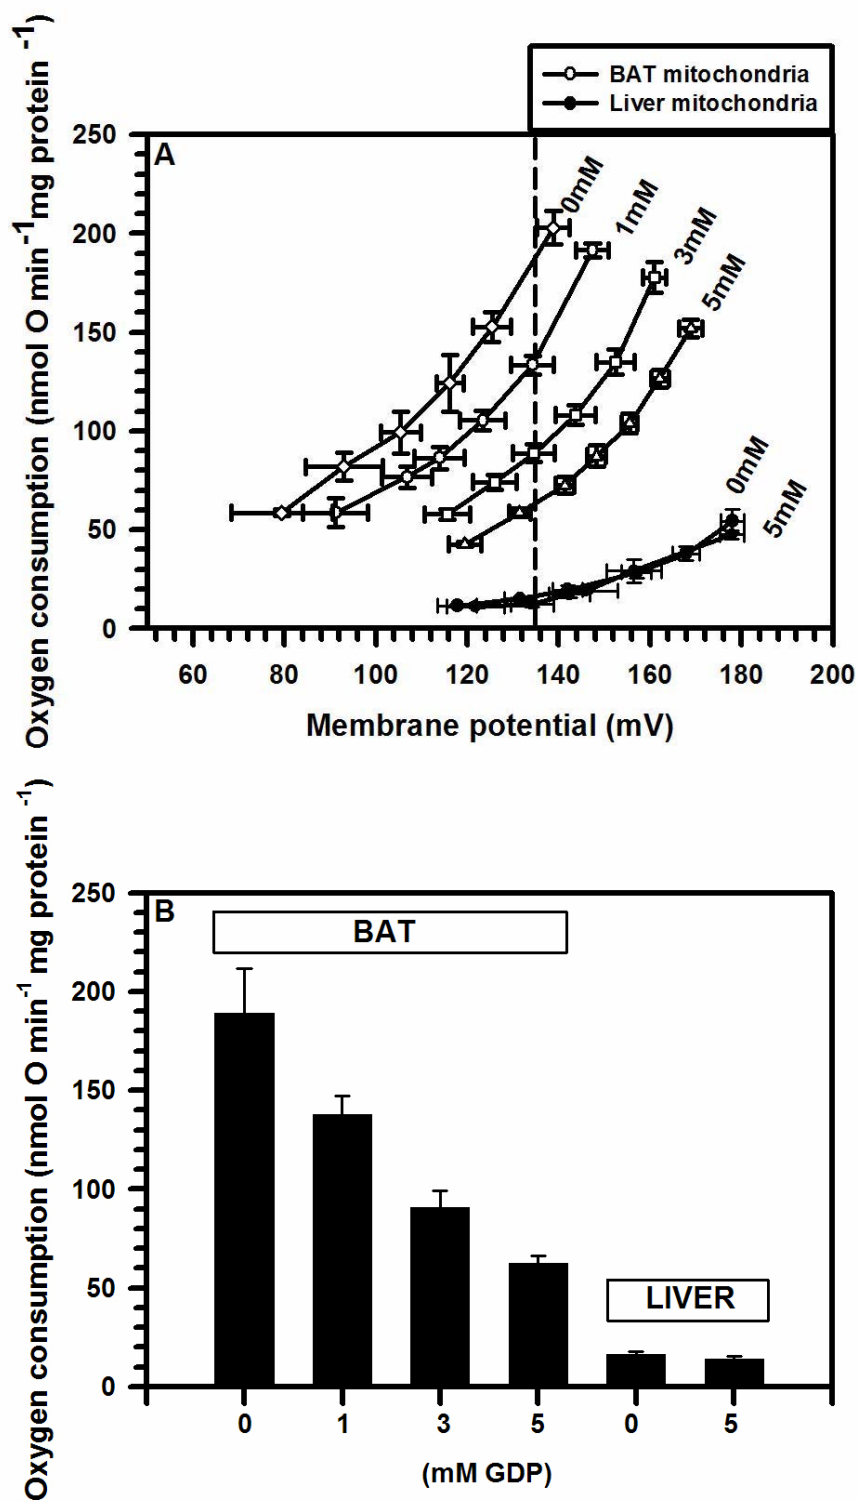 BAT mitochondria
Liver mitochondria
Oxygen consumption (nmol O min-1mg protein -1)
A
250
200
150
100
50
0
0mM
1mM
3mM
5mM
0mM
5mM
60 80 100 120 140 160 180 200
Membrane potential (mV)
Oxygen consumption (nmol O min-1 mg protein -1)
B
250
200
150
100
50
0
BAT
LIVER
0 1 3 5 0 5
(mM GDP)